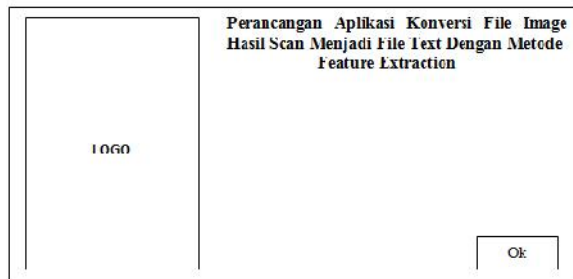 Perancangan Aplikasi Konversi File Image
Hasil Scan Menjadi File Text Dengan Metode
Feature Extraction
LOGO
Ok